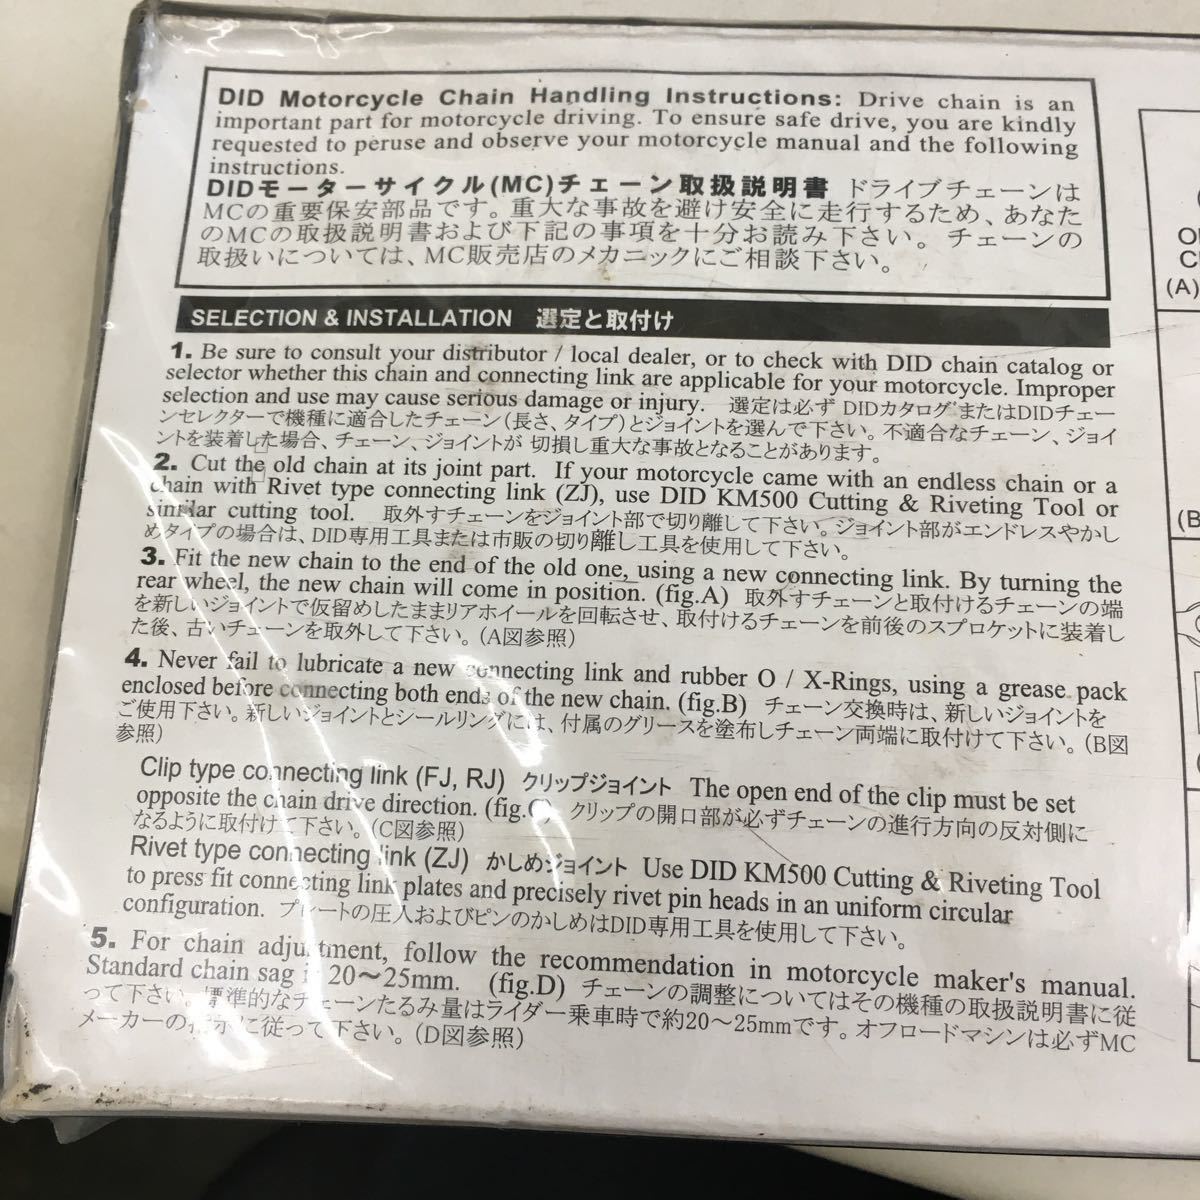 DID Motorcycle Chain Handling Instructions: Drive chain is an
important part for motorcycle driving. To ensure safe drive, you are kindly
requested to peruse and observe your motorcycle manual and the following
instructions.
DIDモーターサイクル(MC)チェーン取扱説明書 ドライブチェーンは
MCの重要保安部品です。重大な事故を避け安全に走行するため、あなた
のMCの取扱説明書および下記の事項を十分お読み下さい。チェーンの
取扱いについては、MC販売店のメカニックにご相談下さい。
SELECTION & INSTALLATION 選定と取付け
1. Be sure to consult your distributor / local dealer, or to check with DID chain catalog or
selector whether this chain and connecting link are applicable for your motorcycle. Improper
selection and use may cause serious damage or injury. 選定は必ず DIDカタログまたはDIDチェー
ンセレクターで機種に適合したチェーン(長さ、タイプ)とジョイントを選んで下さい。不適合なチェーン、ジョイ
ントを装着した場合、チェーン、ジョイントが 切損し重大な事故となることがあります。
2. Cut the old chain at its joint part. If your motorcycle came with an endless chain or a
chain with Rivet type connecting link (ZJ), use DID KM500 Cutting & Riveting Tool or
similar cutting tool. 取外すチェーンをジョイント部で切り離して下さい。ジョイント部がエンドレスやかし
めタイプの場合は、DID専用工具または市販の切り離し工具を使用して下さい。
3. Fit the new chain to the end of the old one, using a new connecting link. By turning the
rear wheel, the new chain will come in position. (fig.A) 取外すチェーンと取付けるチェーンの端
を新しいジョイントで仮留めしたままリアホイールを回転させ、取付けるチェーンを前後のスプロケットに装着し
た後、古いチェーンを取外して下さい。(A図参照)
4. Never fail to lubricate a new connecting link and rubber O / X-Rings, using a grease pack
enclosed before connecting both ends of the new chain. (fig.B) チェーン交換時は、新しいジョイントを
ご使用下さい。新しいジョイントとシールリングには、付属のグリースを塗布しチェーン両端に取付けて下さい。(B図
参照)
Clip type connecting link (FJ, RJ) クリップジョイント The open end of the clip must be set
opposite the chain drive direction. (fig.C) クリップの開口部が必ずチェーンの進行方向の反対側に
なるように取付けて下さい。(C図参照)
Rivet type connecting link (ZJ) かしめジョイント Use DID KM500 Cutting & Riveting Tool
to press fit connecting link plates and precisely rivet pin heads in an uniform circular
configuration. プレートの圧入およびピンのかしめはDID専用工具を使用して下さい。
5. For chain adjustment, follow the recommendation in motorcycle maker's manual.
Standard chain sag is 20～25mm. (fig.D) チェーンの調整についてはその機種の取扱説明書に従
って下さい。標準的なチェーンたるみ量はライダー乗車時で約20～25mmです。オフロードマシンは必ずMC
メーカーの指示に従って下さい。(D図参照)
(A)
(B